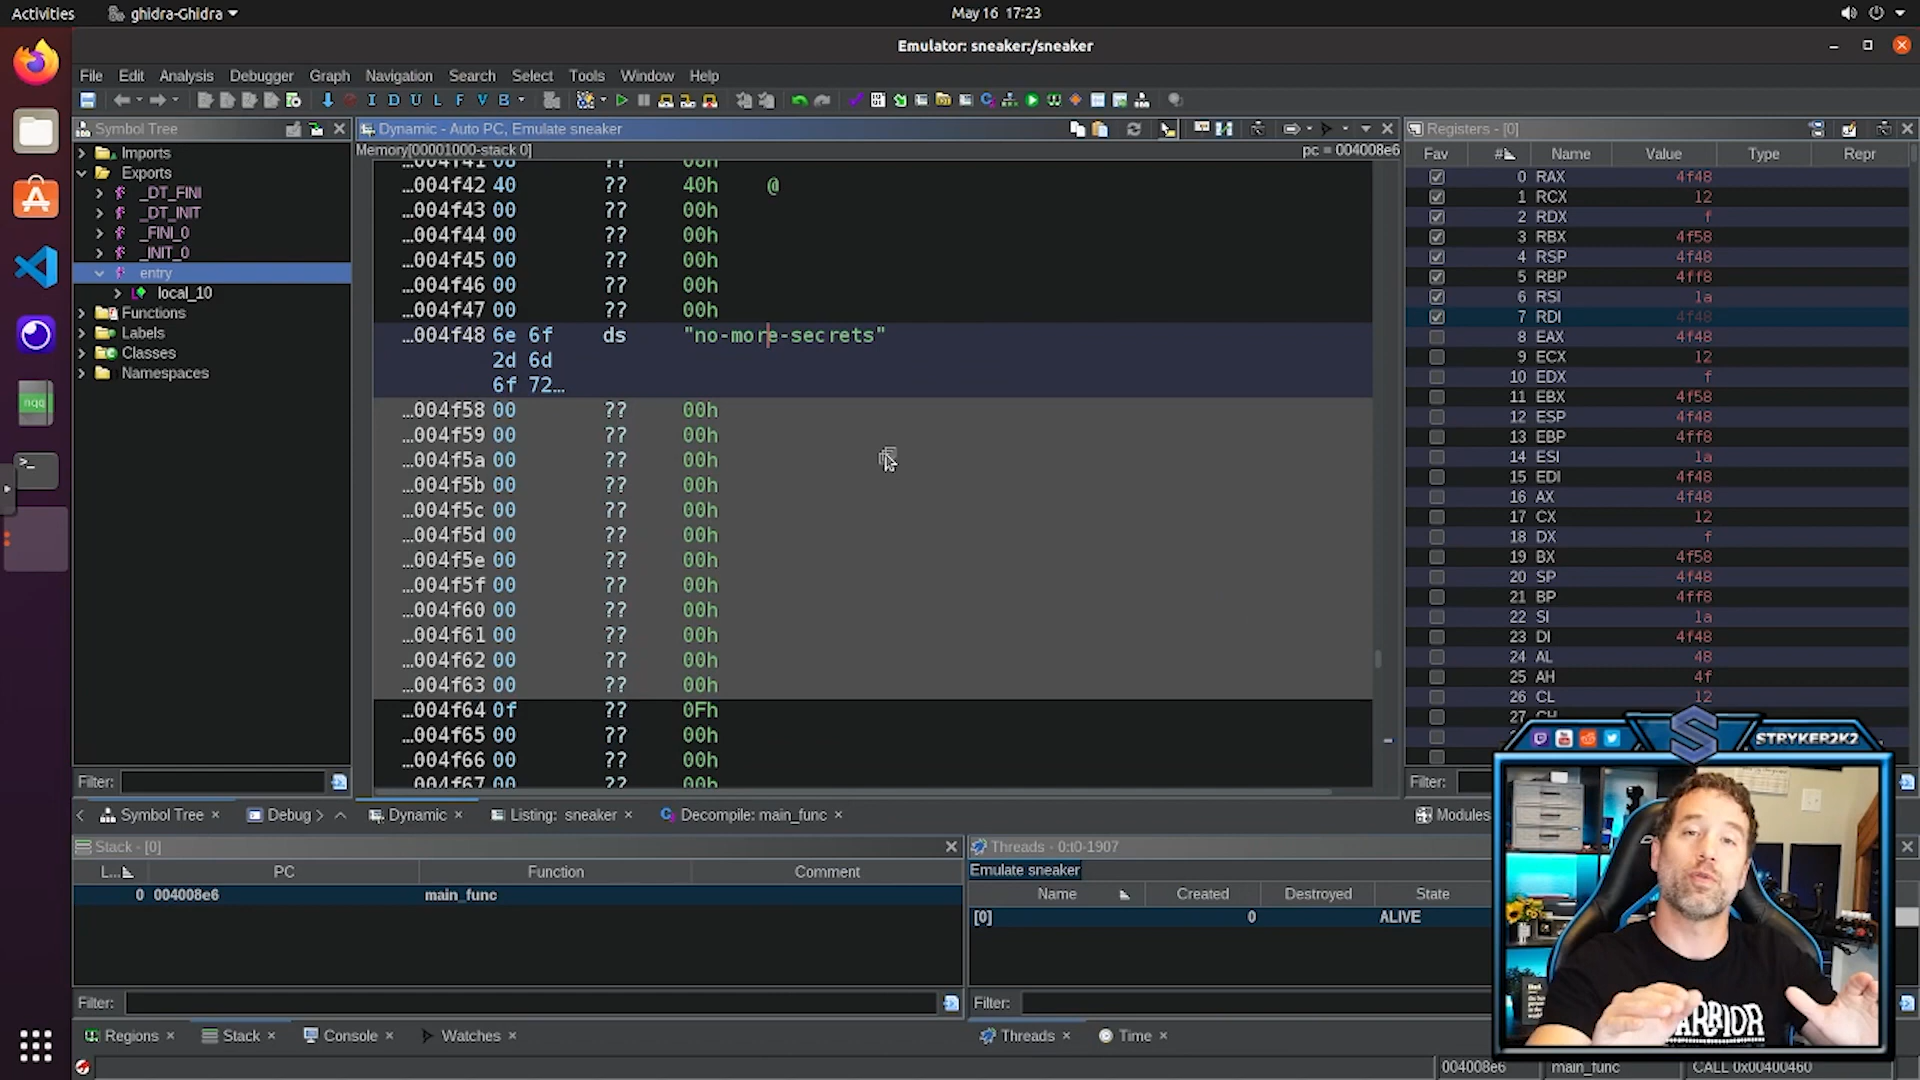 Activities
ghidra-Ghidra
May 16 17:23
Emulator: sneaker:/sneaker
File Edit Analysis Debugger Graph Navigation Search Select Tools Window Help
I D U L F V B
Symbol Tree
Imports
Exports
_DT_FINI
_DT_INIT
_FINI_0
_INIT_0
entry
local_10
Functions
Labels
Classes
Namespaces
Filter:
Dynamic - Auto PC, Emulate sneaker
Memory[00001000-stack 0]
pc = 004008e6
...004f41 08 ?? 08h
...004f42 40 ?? 40h @
...004f43 00 ?? 00h
...004f44 00 ?? 00h
...004f45 00 ?? 00h
...004f46 00 ?? 00h
...004f47 00 ?? 00h
...004f48 6e 6f ds "no-more-secrets"
2d 6d
6f 72...
...004f58 00 ?? 00h
...004f59 00 ?? 00h
...004f5a 00 ?? 00h
...004f5b 00 ?? 00h
...004f5c 00 ?? 00h
...004f5d 00 ?? 00h
...004f5e 00 ?? 00h
...004f5f 00 ?? 00h
...004f60 00 ?? 00h
...004f61 00 ?? 00h
...004f62 00 ?? 00h
...004f63 00 ?? 00h
...004f64 0f ?? 0Fh
...004f65 00 ?? 00h
...004f66 00 ?? 00h
...004f67 00 ?? 00h
Registers - [0]
Fav # Name Value Type Repr
0 RAX 4f48
1 RCX 12
2 RDX f
3 RBX 4f58
4 RSP 4f48
5 RBP 4ff8
6 RSI 1a
7 RDI 4f48
8 EAX 4f48
9 ECX 12
10 EDX f
11 EBX 4f58
12 ESP 4f48
13 EBP 4ff8
14 ESI 1a
15 EDI 4f48
16 AX 4f48
17 CX 12
18 DX f
19 BX 4f58
20 SP 4f48
21 BP 4ff8
22 SI 1a
23 DI 4f48
24 AL 48
25 AH 4f
26 CL 12
27 CH
Filter:
Symbol Tree
Debug
Dynamic
Listing: sneaker
Decompile: main_func
Modules
Stack - [0]
L... PC Function Comment
0 004008e6 main_func
Filter:
Threads - 0:t0-1907
Emulate sneaker
Name Created Destroyed State
[0] 0 ALIVE
Filter:
Regions
Stack
Console
Watches
Threads
Time
004008e6 main_func CALL 0x00400460
STRYKER2K2